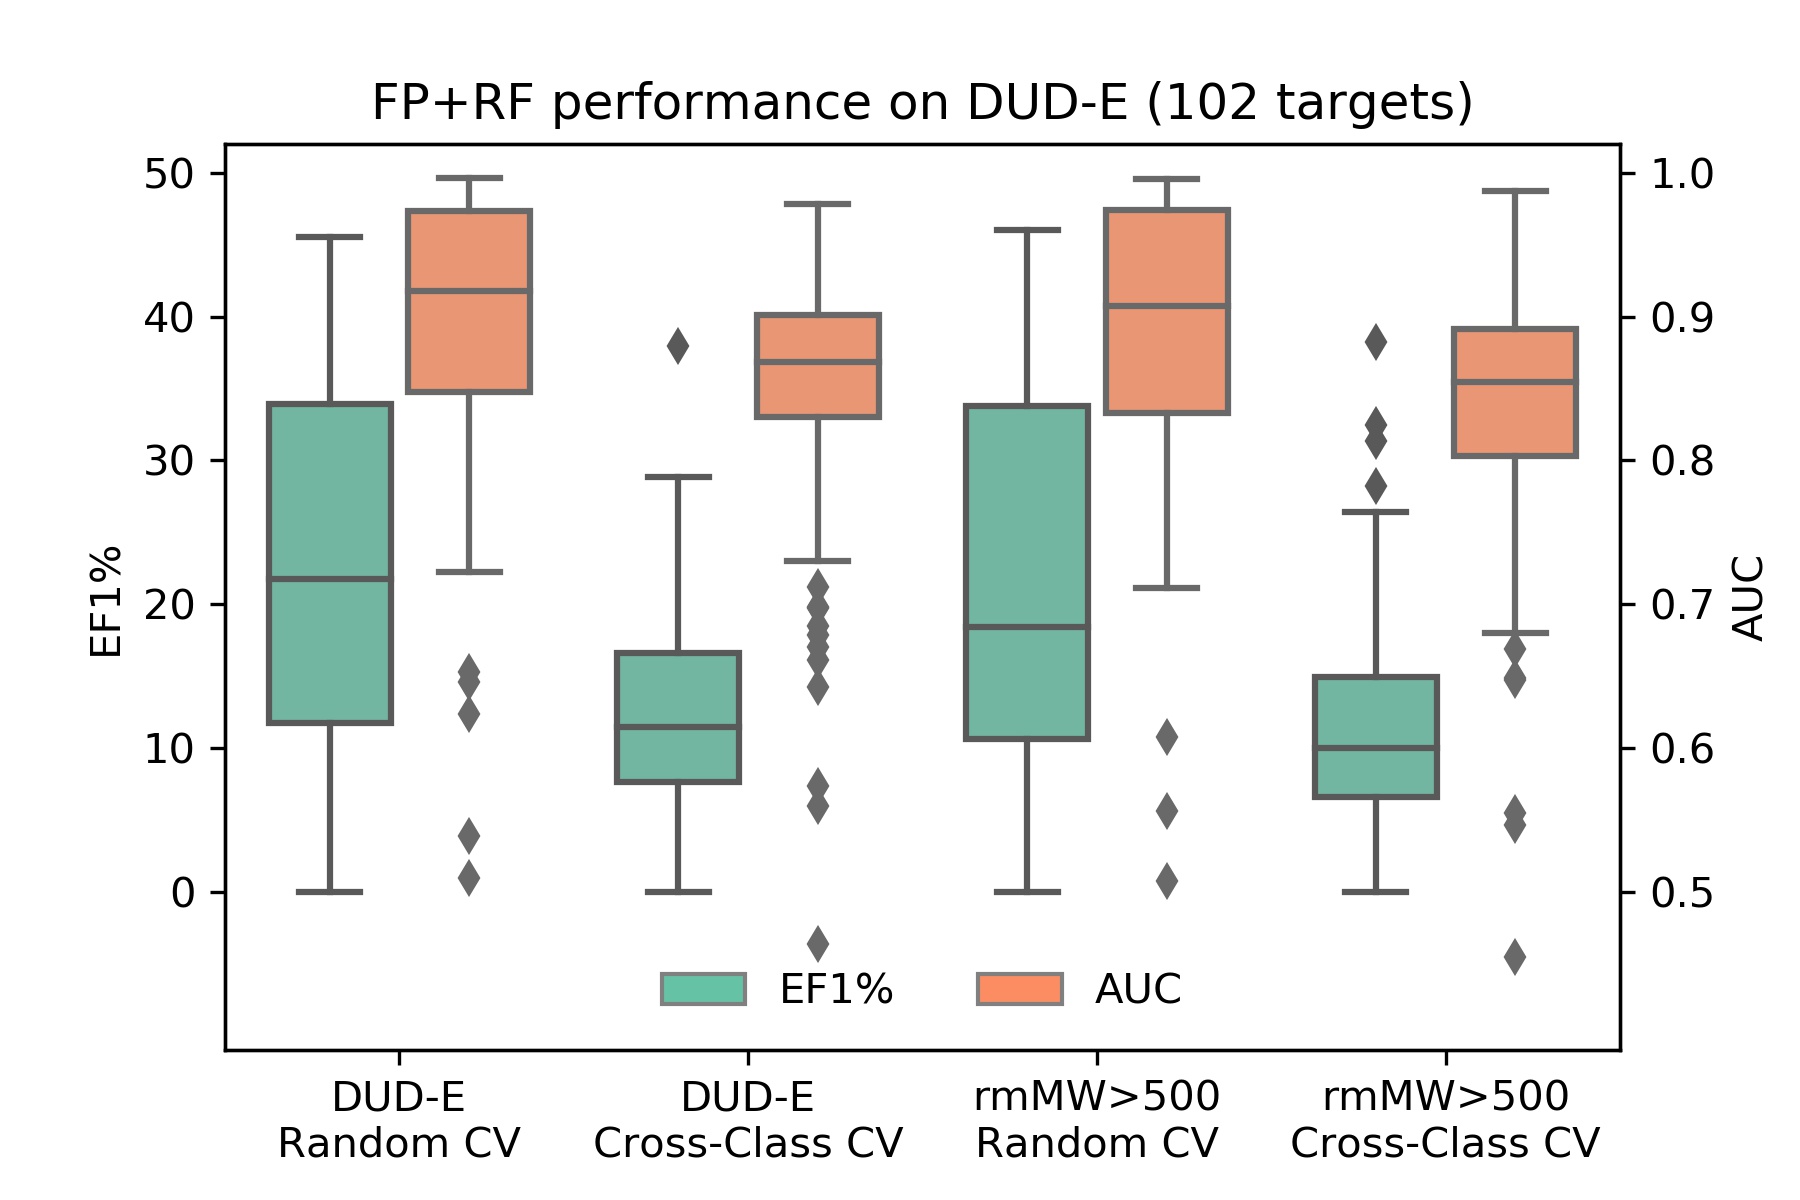 FP+RF performance on DUD-E (102 targets)
50
40
30
20
10
0
EF1%
1.0
0.9
0.8
0.7
0.6
0.5
AUC
EF1%
AUC
DUD-E
Random CV
DUD-E
Cross-Class CV
rmMW>500
Random CV
rmMW>500
Cross-Class CV